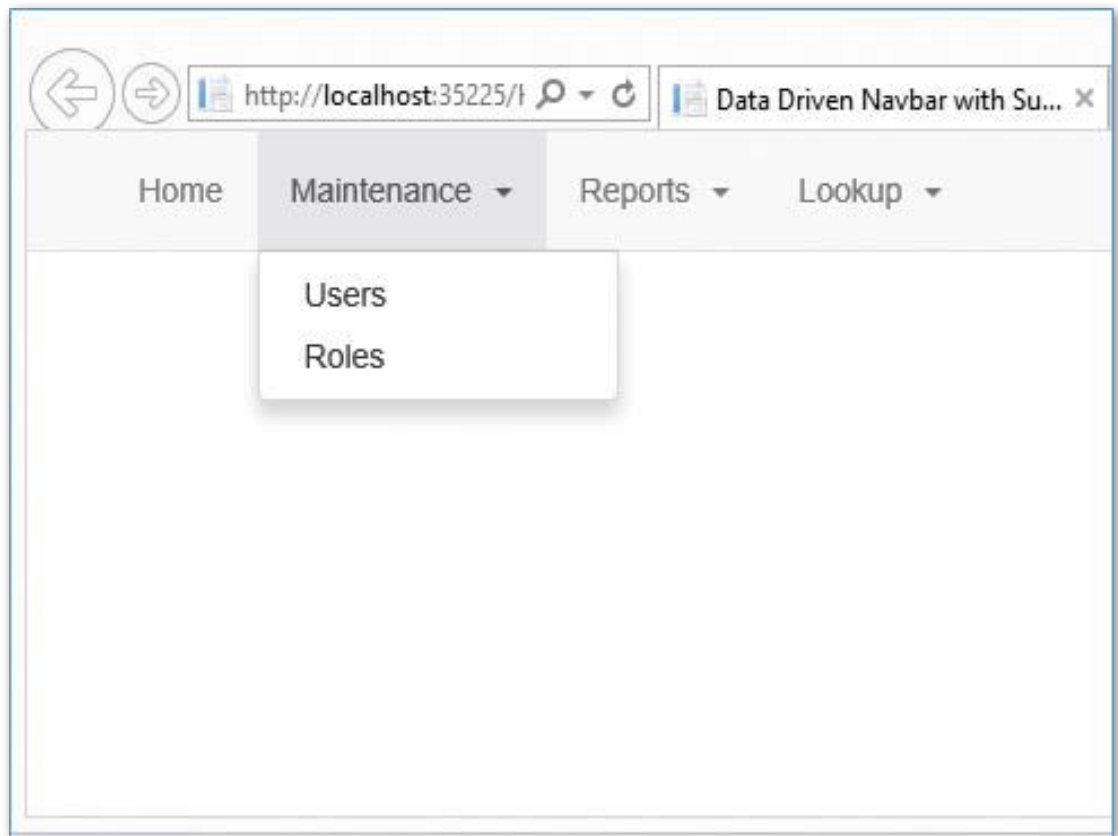 http://localhost:35225/
Data Driven Navbar with Su...
Home Maintenance Reports Lookup
Users
Roles